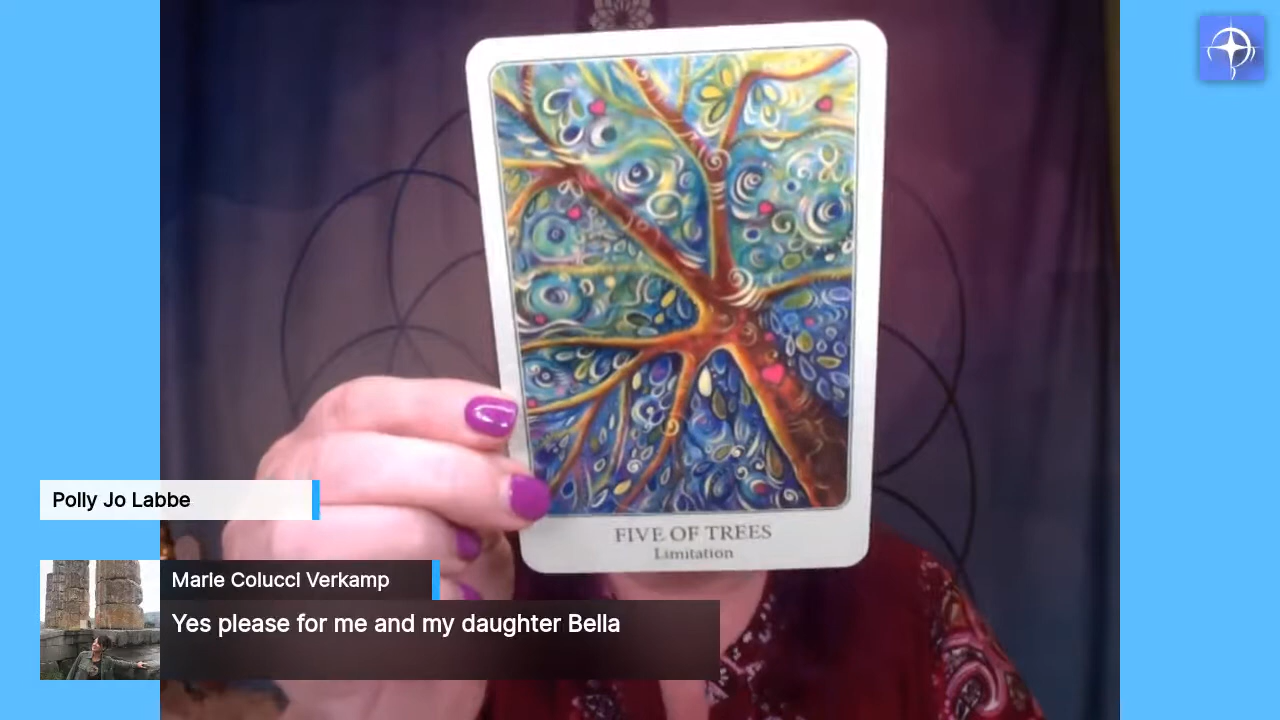 FIVE OF TREES
Limitation
Polly Jo Labbe
Marie Colucci Verkamp
Yes please for me and my daughter Bella